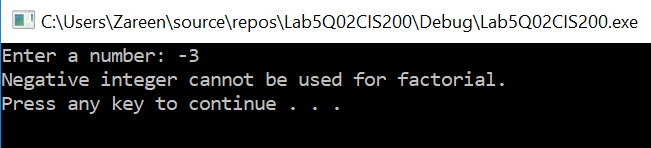 C:\Users\Zareen\source\repos\Lab5Q02CIS200\Debug\Lab5Q02CIS200.exe
Enter a number: -3
Negative integer cannot be used for factorial.
Press any key to continue . . .